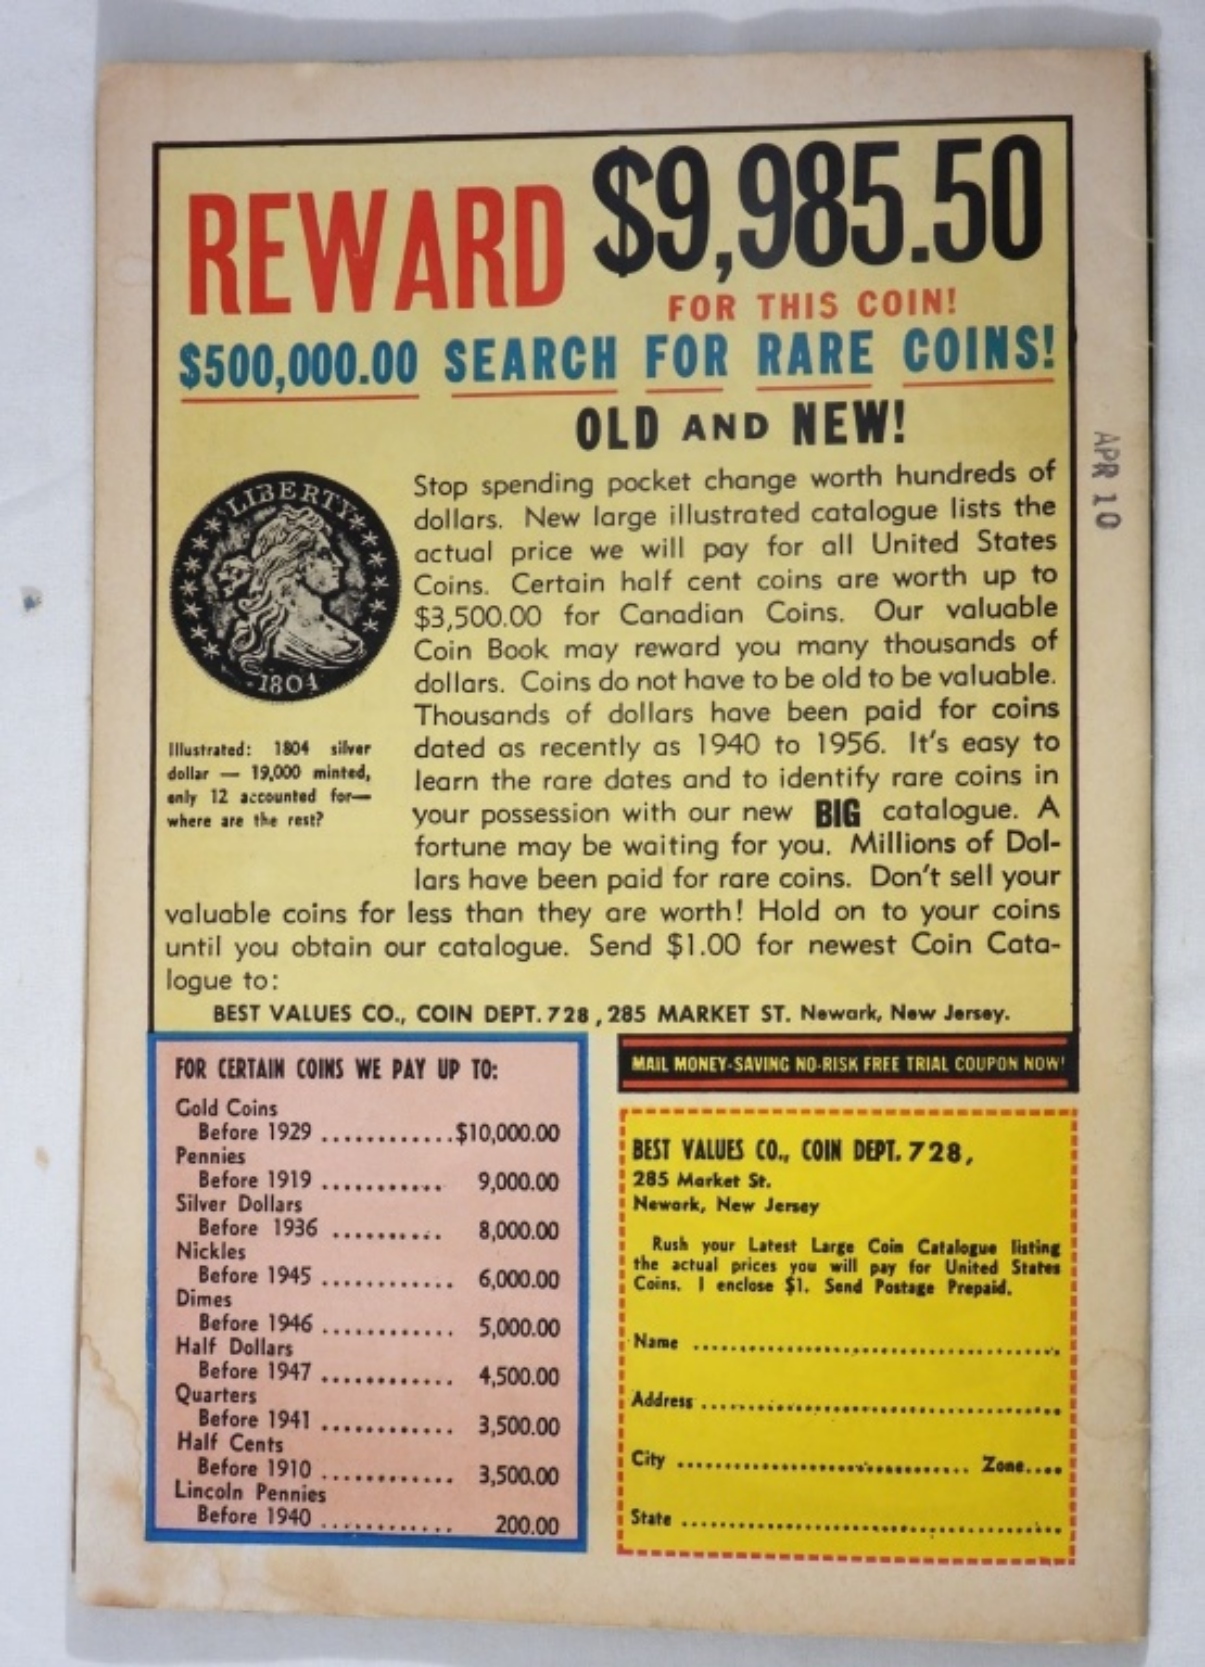 REWARD $9,985.50
FOR THIS COIN!
$500,000.00 SEARCH FOR RARE COINS!
OLD AND NEW!
LIBERTY
1804
Illustrated: 1804 silver
dollar — 19,000 minted,
only 12 accounted for—
where are the rest?
Stop spending pocket change worth hundreds of
dollars. New large illustrated catalogue lists the
actual price we will pay for all United States
Coins. Certain half cent coins are worth up to
$3,500.00 for Canadian Coins. Our valuable
Coin Book may reward you many thousands of
dollars. Coins do not have to be old to be valuable.
Thousands of dollars have been paid for coins
dated as recently as 1940 to 1956. It's easy to
learn the rare dates and to identify rare coins in
your possession with our new BIG catalogue. A
fortune may be waiting for you. Millions of Dol-
lars have been paid for rare coins. Don't sell your
valuable coins for less than they are worth! Hold on to your coins
until you obtain our catalogue. Send $1.00 for newest Coin Cata-
logue to:
BEST VALUES CO., COIN DEPT. 728, 285 MARKET ST. Newark, New Jersey.
FOR CERTAIN COINS WE PAY UP TO:
Gold Coins
Before 1929 ............$10,000.00
Pennies
Before 1919 ........... 9,000.00
Silver Dollars
Before 1936 .......... 8,000.00
Nickles
Before 1945 ............ 6,000.00
Dimes
Before 1946 ............ 5,000.00
Half Dollars
Before 1947 ............ 4,500.00
Quarters
Before 1941 ............ 3,500.00
Half Cents
Before 1910 ............ 3,500.00
Lincoln Pennies
Before 1940 ............ 200.00
MAIL MONEY-SAVING NO-RISK FREE TRIAL COUPON NOW!
BEST VALUES CO., COIN DEPT. 728,
285 Market St.
Newark, New Jersey
Rush your Latest Large Coin Catalogue listing
the actual prices you will pay for United States
Coins. I enclose $1. Send Postage Prepaid.
Name ........................................
Address .......................................
City ................................ Zone....
State .........................................
APR 10